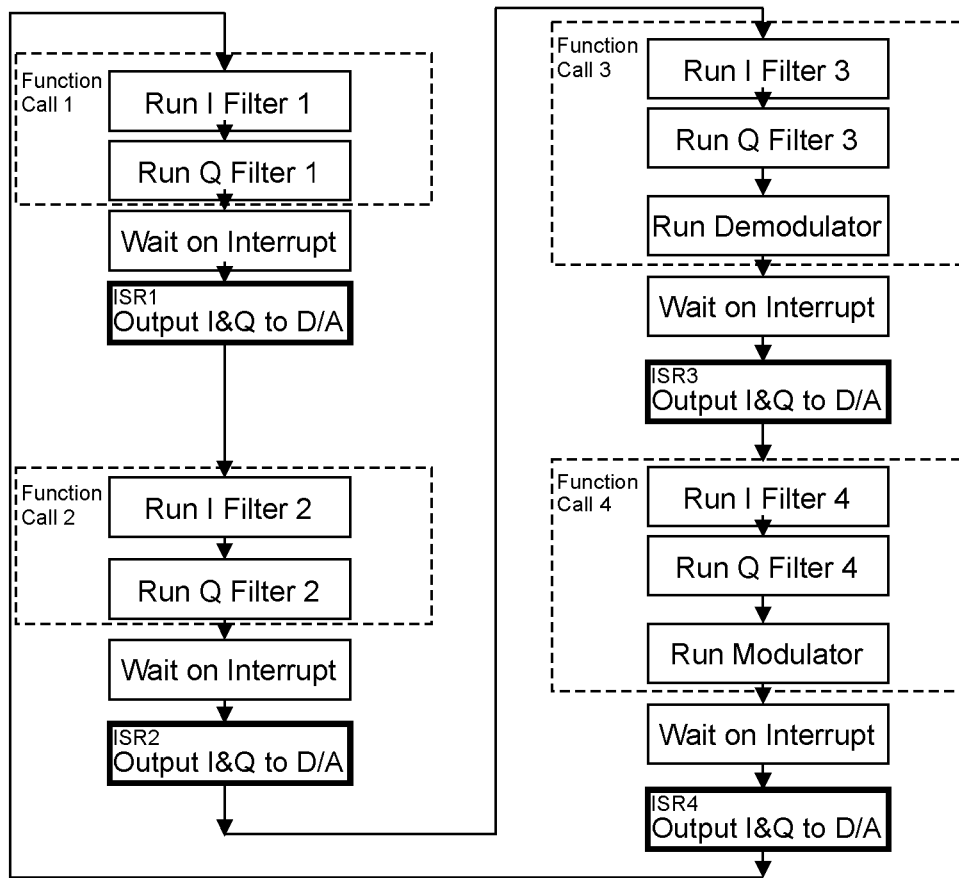 Function
Call 1
Run I Filter 1
Run Q Filter 1
Wait on Interrupt
ISR1
Output I&Q to D/A
Function
Call 2
Run I Filter 2
Run Q Filter 2
Wait on Interrupt
ISR2
Output I&Q to D/A
Function
Call 3
Run I Filter 3
Run Q Filter 3
Run Demodulator
Wait on Interrupt
ISR3
Output I&Q to D/A
Function
Call 4
Run I Filter 4
Run Q Filter 4
Run Modulator
Wait on Interrupt
ISR4
Output I&Q to D/A